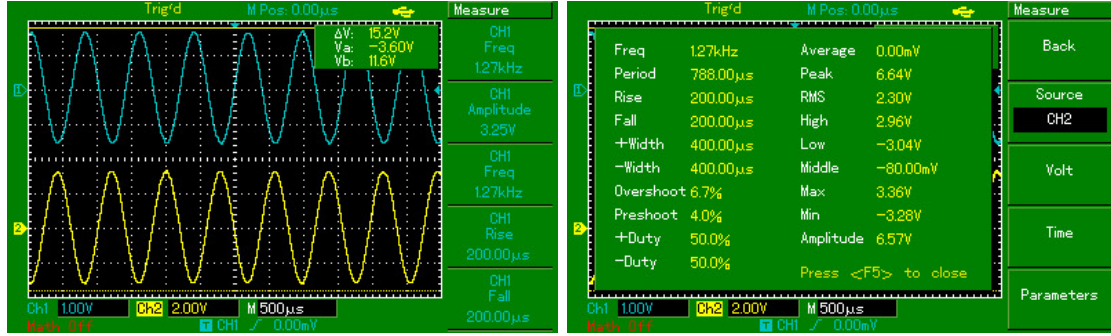 Trig'd M Pos: 0.00μs Measure
ΔV: 15.2V
Va: -3.60V
Vb: 11.6V
CH1
Freq
1.27kHz
CH1
Amplitude
3.25V
CH1
Freq
1.27kHz
CH1
Rise
200.00μs
CH1
Fall
200.00μs
1
2
Ch1 1.00V Ch2 2.00V M 500μs
Math Off T CH1 0.00mV
Trig'd M Pos: 0.00μs Measure
Freq 1.27kHz Average 0.00mV
Period 788.00μs Peak 6.64V
Rise 200.00μs RMS 2.30V
Fall 200.00μs High 2.96V
+Width 400.00μs Low -3.04V
-Width 400.00μs Middle -80.00mV
Overshoot 6.7% Max 3.36V
Preshoot 4.0% Min -3.28V
+Duty 50.0% Amplitude 6.57V
-Duty 50.0%
Press <F5> to close
Back
Source
CH2
Volt
Time
Parameters
1
2
Ch1 1.00V Ch2 2.00V M 500μs
Math Off T CH1 0.00mV